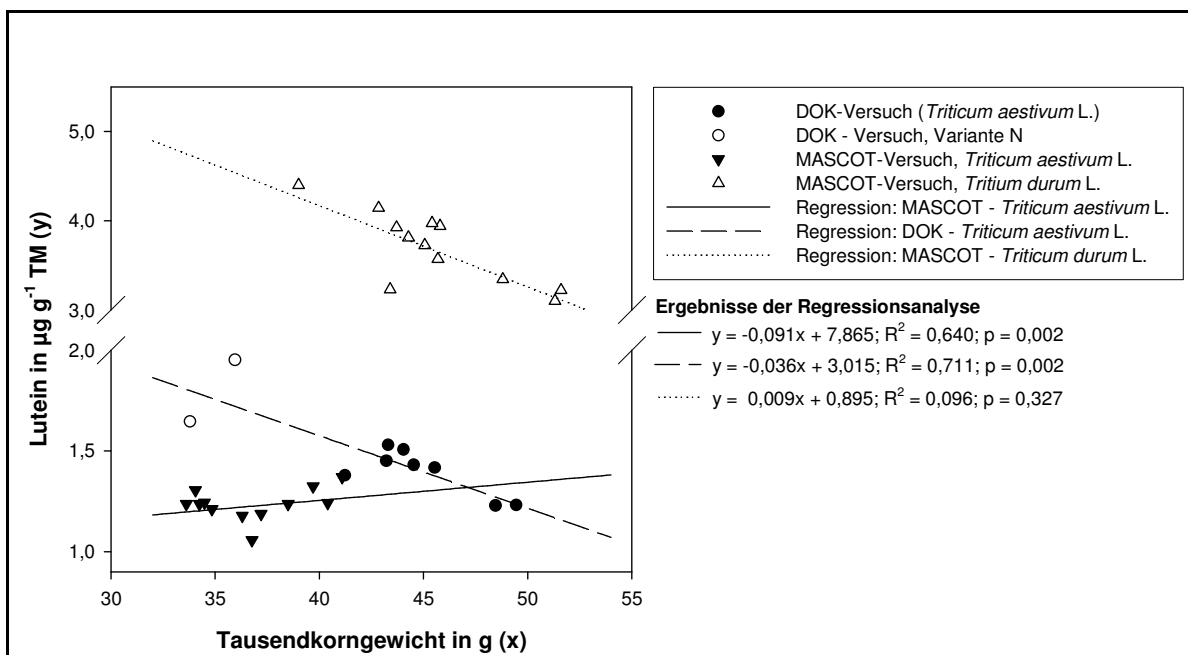 5,0
4,0
3,0
2,0
1,5
1,0
Lutein in µg g⁻¹ TM (y)
30 35 40 45 50 55
Tausendkorngewicht in g (x)
DOK-Versuch (Triticum aestivum L.)
DOK - Versuch, Variante N
MASCOT-Versuch, Triticum aestivum L.
MASCOT-Versuch, Tritium durum L.
Regression: MASCOT - Triticum aestivum L.
Regression: DOK - Triticum aestivum L.
Regression: MASCOT - Triticum durum L.
Ergebnisse der Regressionsanalyse
y = -0,091x + 7,865; R² = 0,640; p = 0,002
y = -0,036x + 3,015; R² = 0,711; p = 0,002
y = 0,009x + 0,895; R² = 0,096; p = 0,327